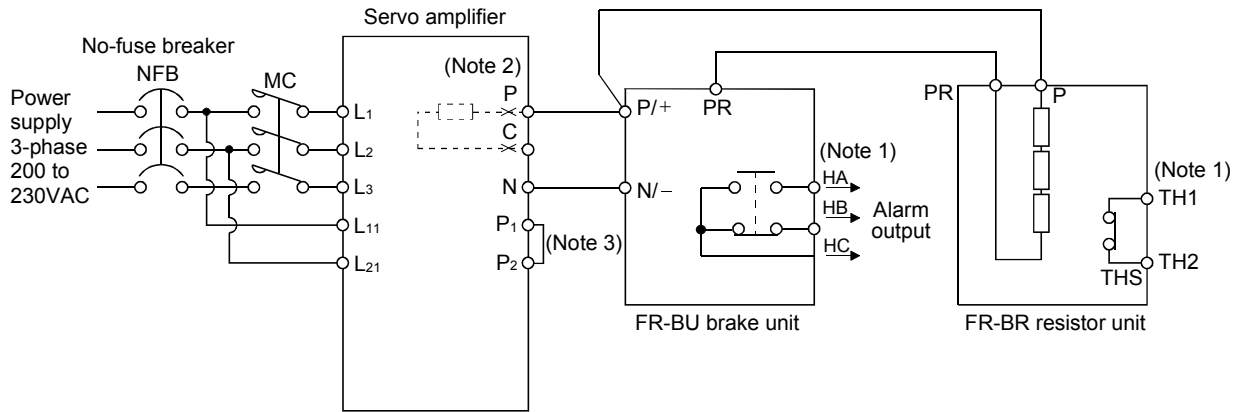 Servo amplifier
No-fuse breaker
NFB
MC
(Note 2)
Power
supply
3-phase
200 to
230VAC
L1
L2
L3
L11
L21
P
C
N
P1
P2
(Note 3)
P/+
PR
N/−
(Note 1)
HA
HB
HC
Alarm
output
FR-BU brake unit
PR
P
(Note 1)
TH1
TH2
THS
FR-BR resistor unit